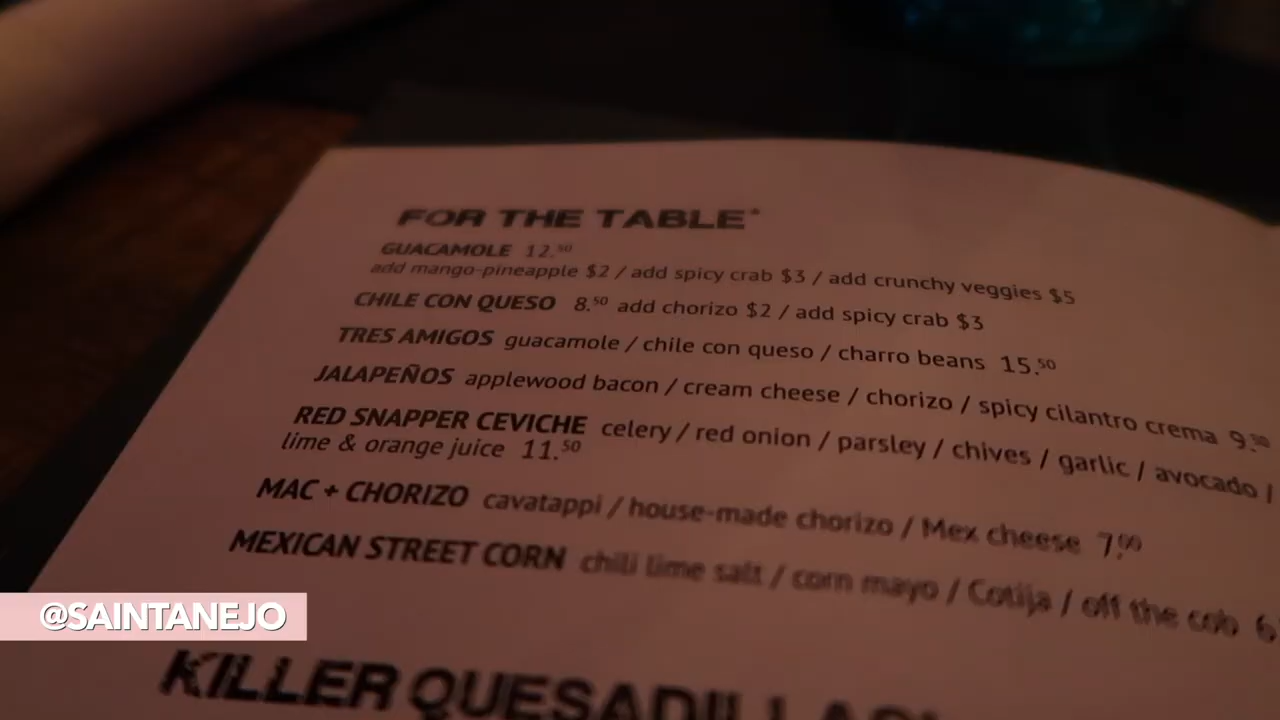 FOR THE TABLE*
GUACAMOLE 12.50
add mango-pineapple $2 / add spicy crab $3 / add crunchy veggies $5
CHILE CON QUESO 8.50 add chorizo $2 / add spicy crab $3
TRES AMIGOS guacamole / chile con queso / charro beans 15.50
JALAPEÑOS applewood bacon / cream cheese / chorizo / spicy cilantro crema 9.50
RED SNAPPER CEVICHE celery / red onion / parsley / chives / garlic / avocado /
lime & orange juice 11.50
MAC + CHORIZO cavatappi / house-made chorizo / Mex cheese 7.00
MEXICAN STREET CORN chili lime salt / corn mayo / Cotija / off the cob 6
@SAINTANEJO
KILLER QUESADILLAS